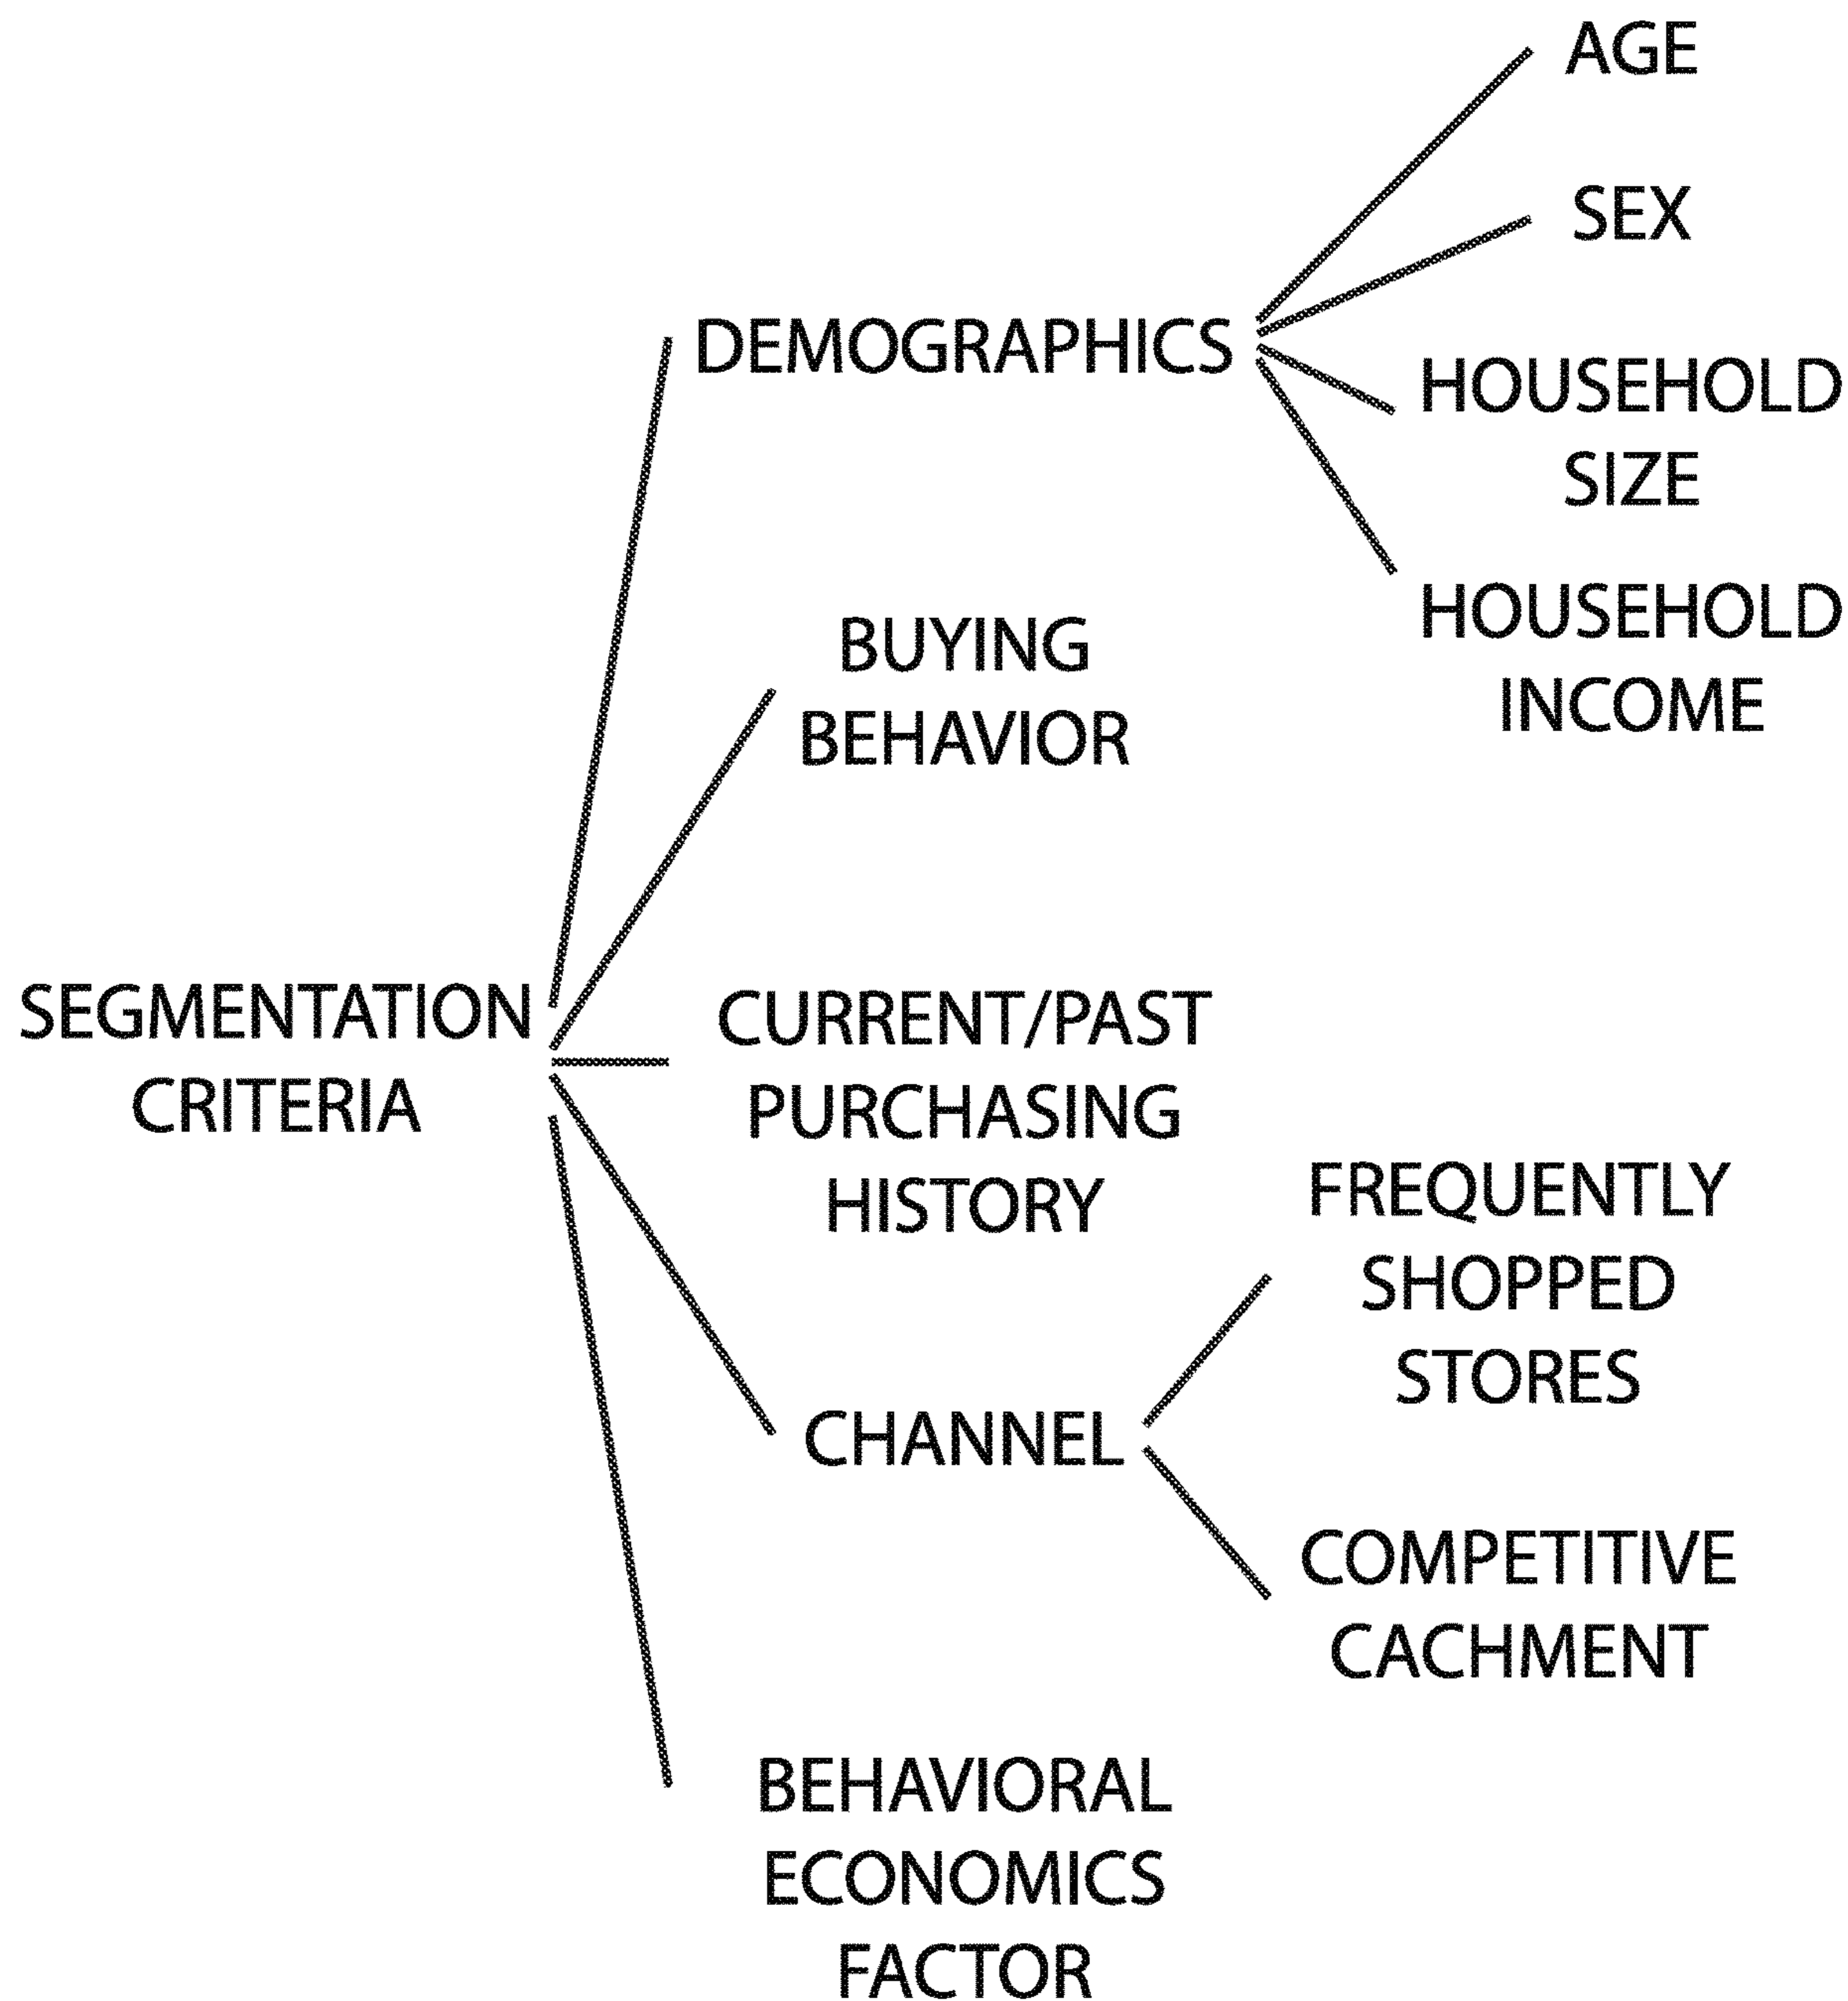 AGE
SEX
DEMOGRAPHICS
HOUSEHOLD
SIZE
HOUSEHOLD
INCOME
BUYING
BEHAVIOR
SEGMENTATION
CRITERIA
CURRENT/PAST
PURCHASING
HISTORY
FREQUENTLY
SHOPPED
STORES
CHANNEL
COMPETITIVE
CACHMENT
BEHAVIORAL
ECONOMICS
FACTOR